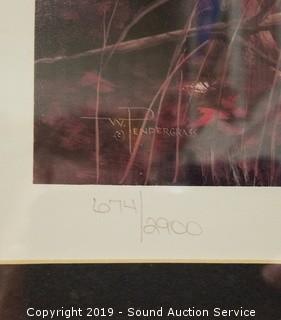 W.P.
© PENDERGRASS
674/2900
Copyright 2019 - Sound Auction Service